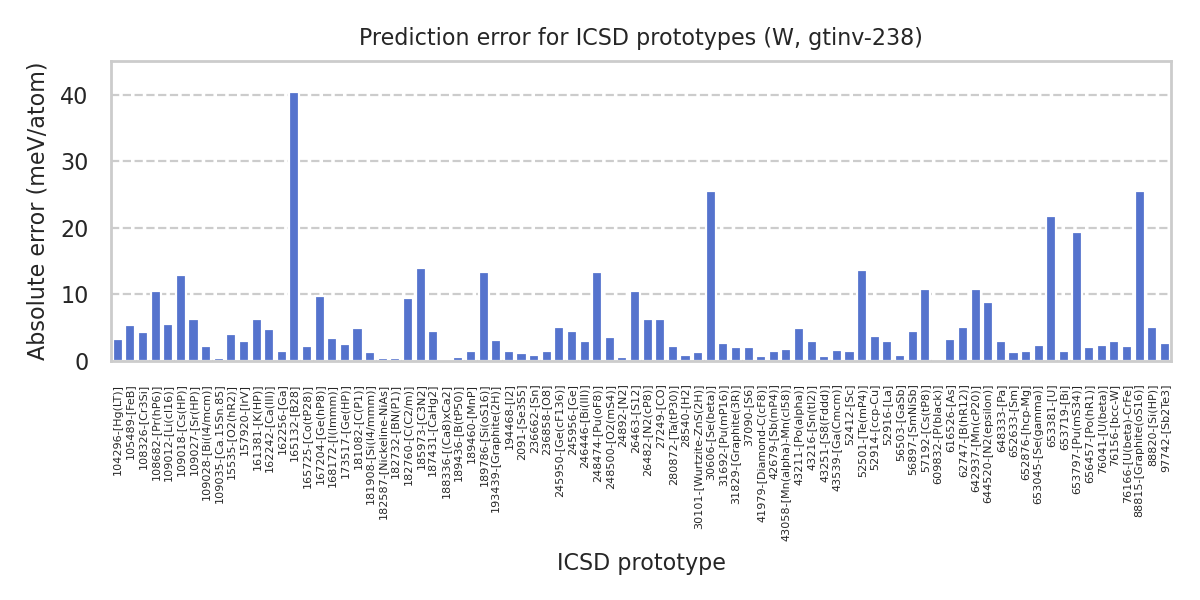 Prediction error for ICSD prototypes (W, gtinv-238)
Absolute error (meV/atom)
40
30
20
10
0
104296-[Hg(LT)]
105489-[FeB]
108326-[Cr3Si]
108682-[Pr(hP6)]
109012-[Li(cI16)]
109018-[Cs(HP)]
109027-[Sr(HP)]
109028-[Bi(I4/mcm)]
109035-[Ca.15Sn.85]
15535-[O2(hR2)]
157920-[IrV]
161381-[K(HP)]
162242-[Ca(III)]
162256-[Ga]
165132-[B28]
165725-[Co(tP28)]
167204-[Ge(hP8)]
168172-[I(Immm)]
173517-[Ge(HP)]
181082-[C(P1)]
181908-[Si(I4/mmm)]
182587-[Nickeline-NiAs]
182732-[BN(P1)]
182760-[C(C2/m)]
185973-[C3N2]
187431-[CaHg2]
188336-[(Ca8)xCa2]
189436-[B(tP50)]
189460-[MnP]
189786-[Si(oS16)]
193439-[Graphite(2H)]
194468-[I2]
2091-[Se3S5]
236662-[Sn]
236858-[O8]
245950-[Ge(cF136)]
245956-[Ge]
246446-[Bi(III)]
248474-[Pu(oF8)]
248500-[O2(mS4)]
24892-[N2]
26463-[S12]
26482-[N2(cP8)]
27249-[CO]
280872-[Ta(tP30)]
28540-[H2]
30101-[Wurtzite-ZnS(2H)]
30606-[Se(beta)]
31692-[Pu(mP16)]
31829-[Graphite(3R)]
37090-[S6]
41979-[Diamond-C(cF8)]
42679-[Sb(mP4)]
43058-[Mn(alpha)-Mn(cI58)]
43211-[Po(alpha)]
43216-[Sn(tI2)]
43251-[S8(Fddd)]
43539-[Ga(Cmcm)]
52412-[Sc]
52501-[Te(mP4)]
52914-[ccp-Cu]
52916-[La]
56503-[GaSb]
56897-[SmNiSb]
57192-[Cs(tP8)]
609832-[P(black)]
616526-[As]
62747-[B(hR12)]
642937-[Mn(cP20)]
644520-[N2(epsilon)]
648333-[Pa]
652633-[Sm]
652876-[hcp-Mg]
653045-[Se(gamma)]
653381-[U]
653719-[I]
653797-[Pu(mS34)]
656457-[Po(hR1)]
76041-[U(beta)]
76156-[bcc-W]
76166-[U(beta)-CrFe]
88815-[Graphite(oS16)]
88820-[Si(HP)]
97742-[Sb2Te3]
ICSD prototype